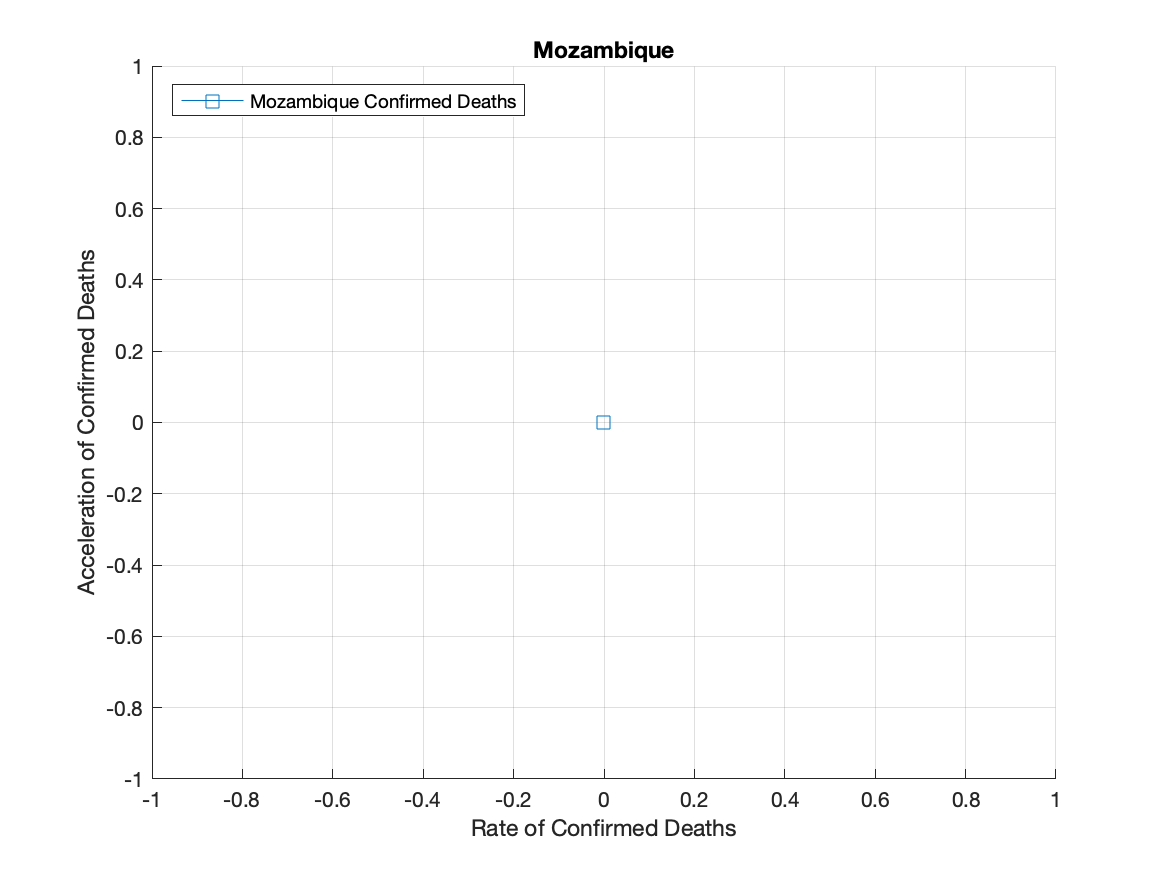 Mozambique
Mozambique Confirmed Deaths
Acceleration of Confirmed Deaths
1
0.8
0.6
0.4
0.2
0
-0.2
-0.4
-0.6
-0.8
-1
-1 -0.8 -0.6 -0.4 -0.2 0 0.2 0.4 0.6 0.8 1
Rate of Confirmed Deaths